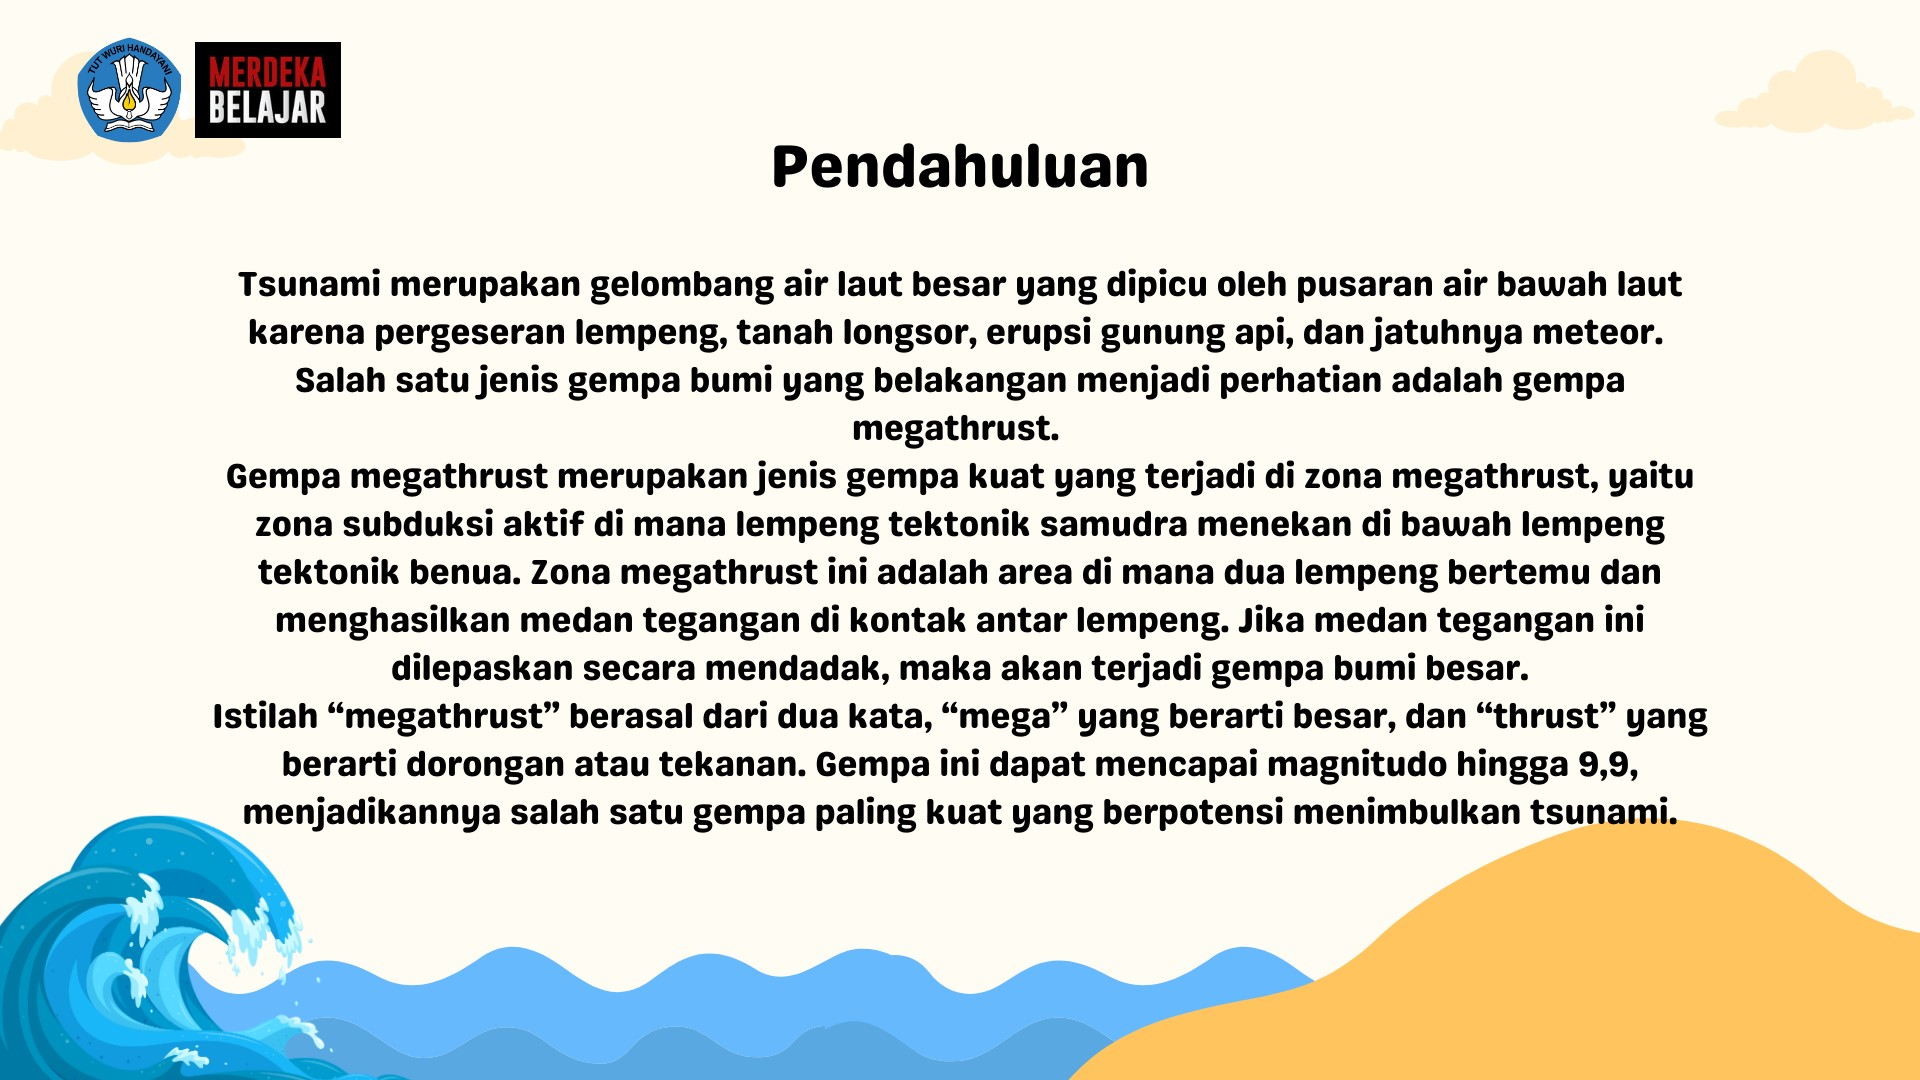 TUT WURI HANDAYANI
MERDEKA
BELAJAR
Pendahuluan
Tsunami merupakan gelombang air laut besar yang dipicu oleh pusaran air bawah laut
karena pergeseran lempeng, tanah longsor, erupsi gunung api, dan jatuhnya meteor.
Salah satu jenis gempa bumi yang belakangan menjadi perhatian adalah gempa
megathrust.
Gempa megathrust merupakan jenis gempa kuat yang terjadi di zona megathrust, yaitu
zona subduksi aktif di mana lempeng tektonik samudra menekan di bawah lempeng
tektonik benua. Zona megathrust ini adalah area di mana dua lempeng bertemu dan
menghasilkan medan tegangan di kontak antar lempeng. Jika medan tegangan ini
dilepaskan secara mendadak, maka akan terjadi gempa bumi besar.
Istilah “megathrust” berasal dari dua kata, “mega” yang berarti besar, dan “thrust” yang
berarti dorongan atau tekanan. Gempa ini dapat mencapai magnitudo hingga 9,9,
menjadikannya salah satu gempa paling kuat yang berpotensi menimbulkan tsunami.